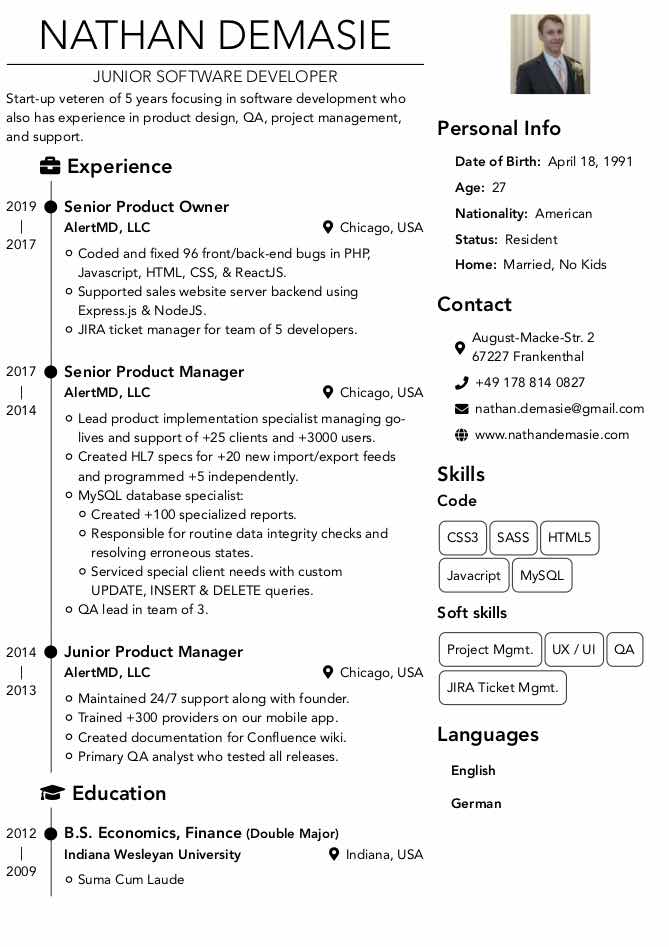 NATHAN DEMASIE
JUNIOR SOFTWARE DEVELOPER
Start-up veteren of 5 years focusing in software development who
also has experience in product design, QA, project management,
and support.
Experience
2019
|
2017
Senior Product Owner
AlertMD, LLC
Chicago, USA
Coded and fixed 96 front/back-end bugs in PHP,
Javascript, HTML, CSS, & ReactJS.
Supported sales website server backend using
Express.js & NodeJS.
JIRA ticket manager for team of 5 developers.
2017
|
2014
Senior Product Manager
AlertMD, LLC
Chicago, USA
Lead product implementation specialist managing go-
lives and support of +25 clients and +3000 users.
Created HL7 specs for +20 new import/export feeds
and programmed +5 independently.
MySQL database specialist:
Created +100 specialized reports.
Responsible for routine data integrity checks and
resolving erroneous states.
Serviced special client needs with custom
UPDATE, INSERT & DELETE queries.
QA lead in team of 3.
2014
|
2013
Junior Product Manager
AlertMD, LLC
Chicago, USA
Maintained 24/7 support along with founder.
Trained +300 providers on our mobile app.
Created documentation for Confluence wiki.
Primary QA analyst who tested all releases.
Education
2012
|
2009
B.S. Economics, Finance (Double Major)
Indiana Wesleyan University
Indiana, USA
Suma Cum Laude
Personal Info
Date of Birth: April 18, 1991
Age: 27
Nationality: American
Status: Resident
Home: Married, No Kids
Contact
August-Macke-Str. 2
67227 Frankenthal
+49 178 814 0827
nathan.demasie@gmail.com
www.nathandemasie.com
Skills
Code
CSS3 SASS HTML5
Javacript MySQL
Soft skills
Project Mgmt. UX / UI QA
JIRA Ticket Mgmt.
Languages
English
German